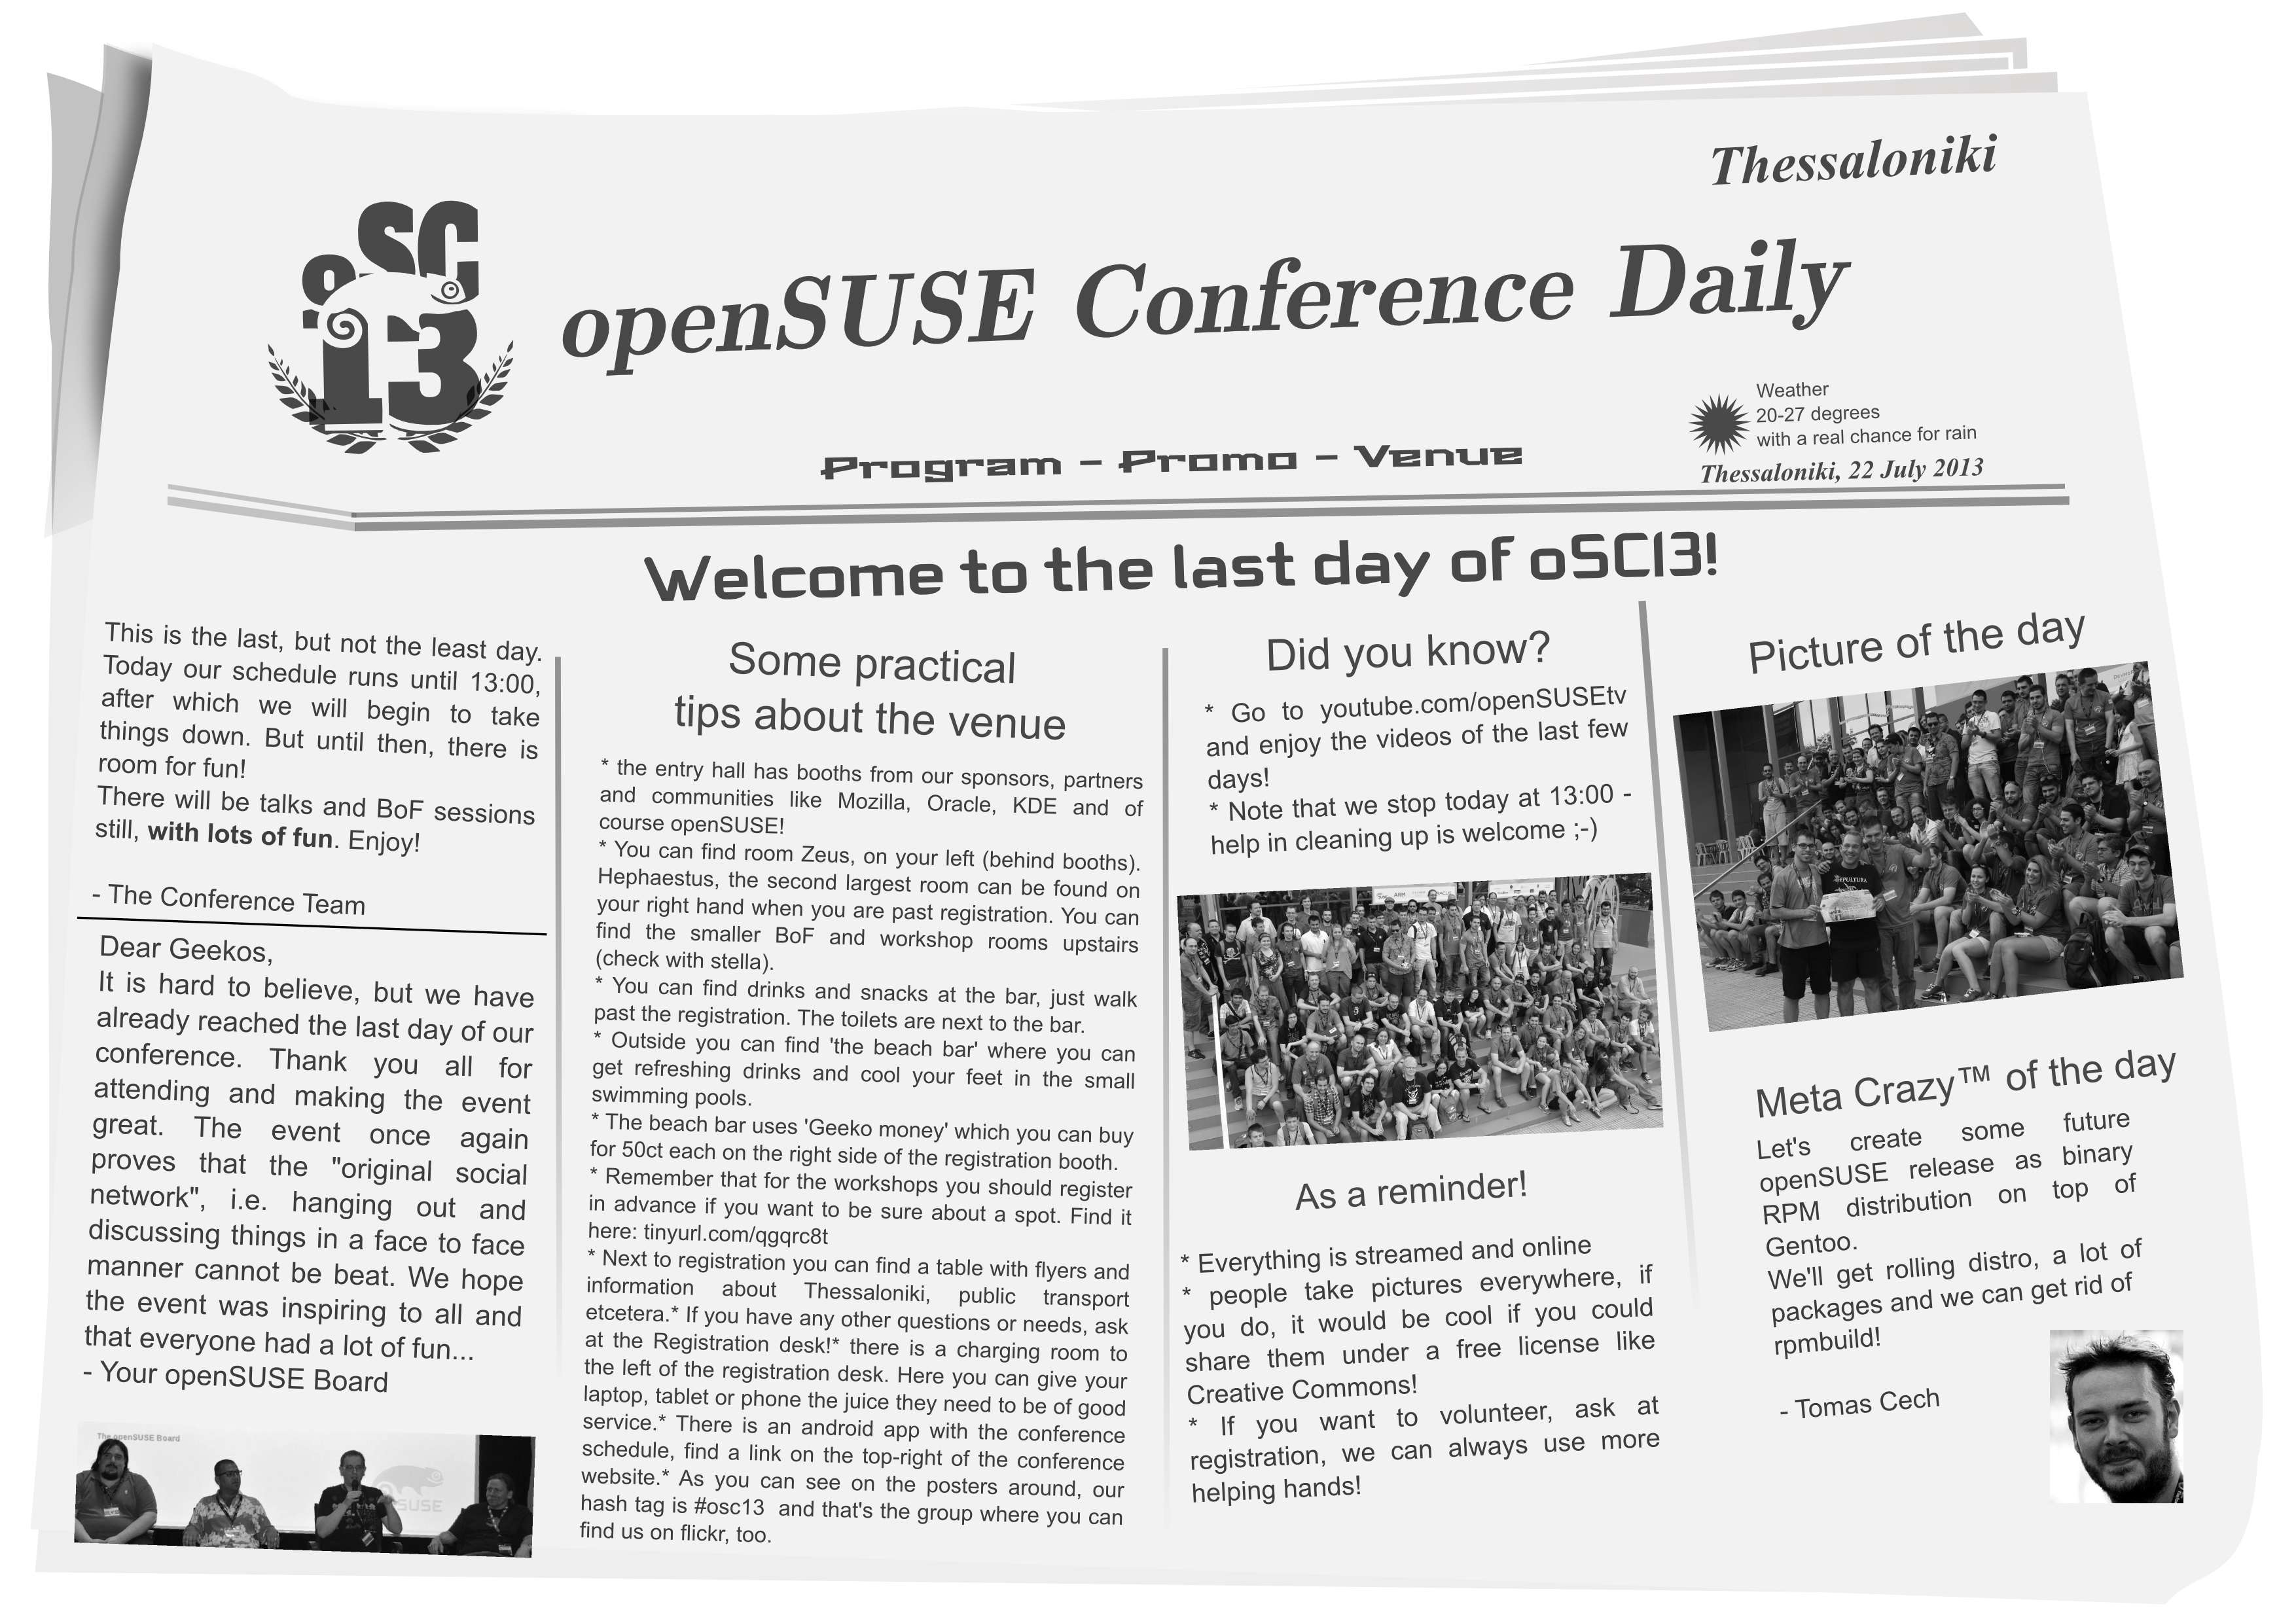 Thessaloniki
oSC
13
openSUSE Conference Daily
Weather
20-27 degrees
with a real chance for rain
Program - Promo - Venue
Thessaloniki, 22 July 2013
Welcome to the last day of oSC13!
This is the last, but not the least day.
Today our schedule runs until 13:00,
after which we will begin to take
things down. But until then, there is
room for fun!
There will be talks and BoF sessions
still, with lots of fun. Enjoy!
- The Conference Team
Dear Geekos,
It is hard to believe, but we have
already reached the last day of our
conference. Thank you all for
attending and making the event
great. The event once again
proves that the "original social
network", i.e. hanging out and
discussing things in a face to face
manner cannot be beat. We hope
the event was inspiring to all and
that everyone had a lot of fun...
- Your openSUSE Board
The openSUSE Board
SUSE
Some practical
tips about the venue
* the entry hall has booths from our sponsors, partners
and communities like Mozilla, Oracle, KDE and of
course openSUSE!
* You can find room Zeus, on your left (behind booths).
Hephaestus, the second largest room can be found on
your right hand when you are past registration. You can
find the smaller BoF and workshop rooms upstairs
(check with stella).
* You can find drinks and snacks at the bar, just walk
past the registration. The toilets are next to the bar.
* Outside you can find 'the beach bar' where you can
get refreshing drinks and cool your feet in the small
swimming pools.
* The beach bar uses 'Geeko money' which you can buy
for 50ct each on the right side of the registration booth.
* Remember that for the workshops you should register
in advance if you want to be sure about a spot. Find it
here: tinyurl.com/qgqrc8t
* Next to registration you can find a table with flyers and
information about Thessaloniki, public transport
etcetera.* If you have any other questions or needs, ask
at the Registration desk!* there is a charging room to
the left of the registration desk. Here you can give your
laptop, tablet or phone the juice they need to be of good
service.* There is an android app with the conference
schedule, find a link on the top-right of the conference
website.* As you can see on the posters around, our
hash tag is #osc13 and that's the group where you can
find us on flickr, too.
Did you know?
* Go to youtube.com/openSUSEtv
and enjoy the videos of the last few
days!
* Note that we stop today at 13:00 -
help in cleaning up is welcome ;-)
ARM
As a reminder!
* Everything is streamed and online
* people take pictures everywhere, if
you do, it would be cool if you could
share them under a free license like
Creative Commons!
* If you want to volunteer, ask at
registration, we can always use more
helping hands!
Picture of the day
SEPULTURA
Meta Crazy™ of the day
Let's create some future
openSUSE release as binary
RPM distribution on top of
Gentoo.
We'll get rolling distro, a lot of
packages and we can get rid of
rpmbuild!
- Tomas Cech